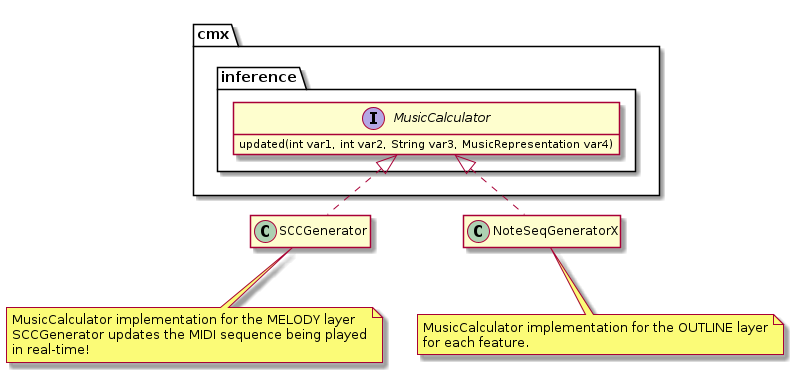 cmx
inference
I MusicCalculator
updated(int var1, int var2, String var3, MusicRepresentation var4)
C SCCGenerator
C NoteSeqGeneratorX
MusicCalculator implementation for the MELODY layer
SCCGenerator updates the MIDI sequence being played
in real-time!
MusicCalculator implementation for the OUTLINE layer
for each feature.